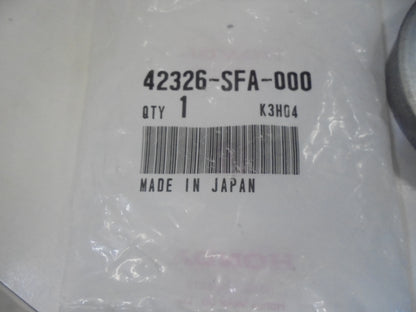 42326-SFA-000
QTY 1 K3H04
MADE IN JAPAN